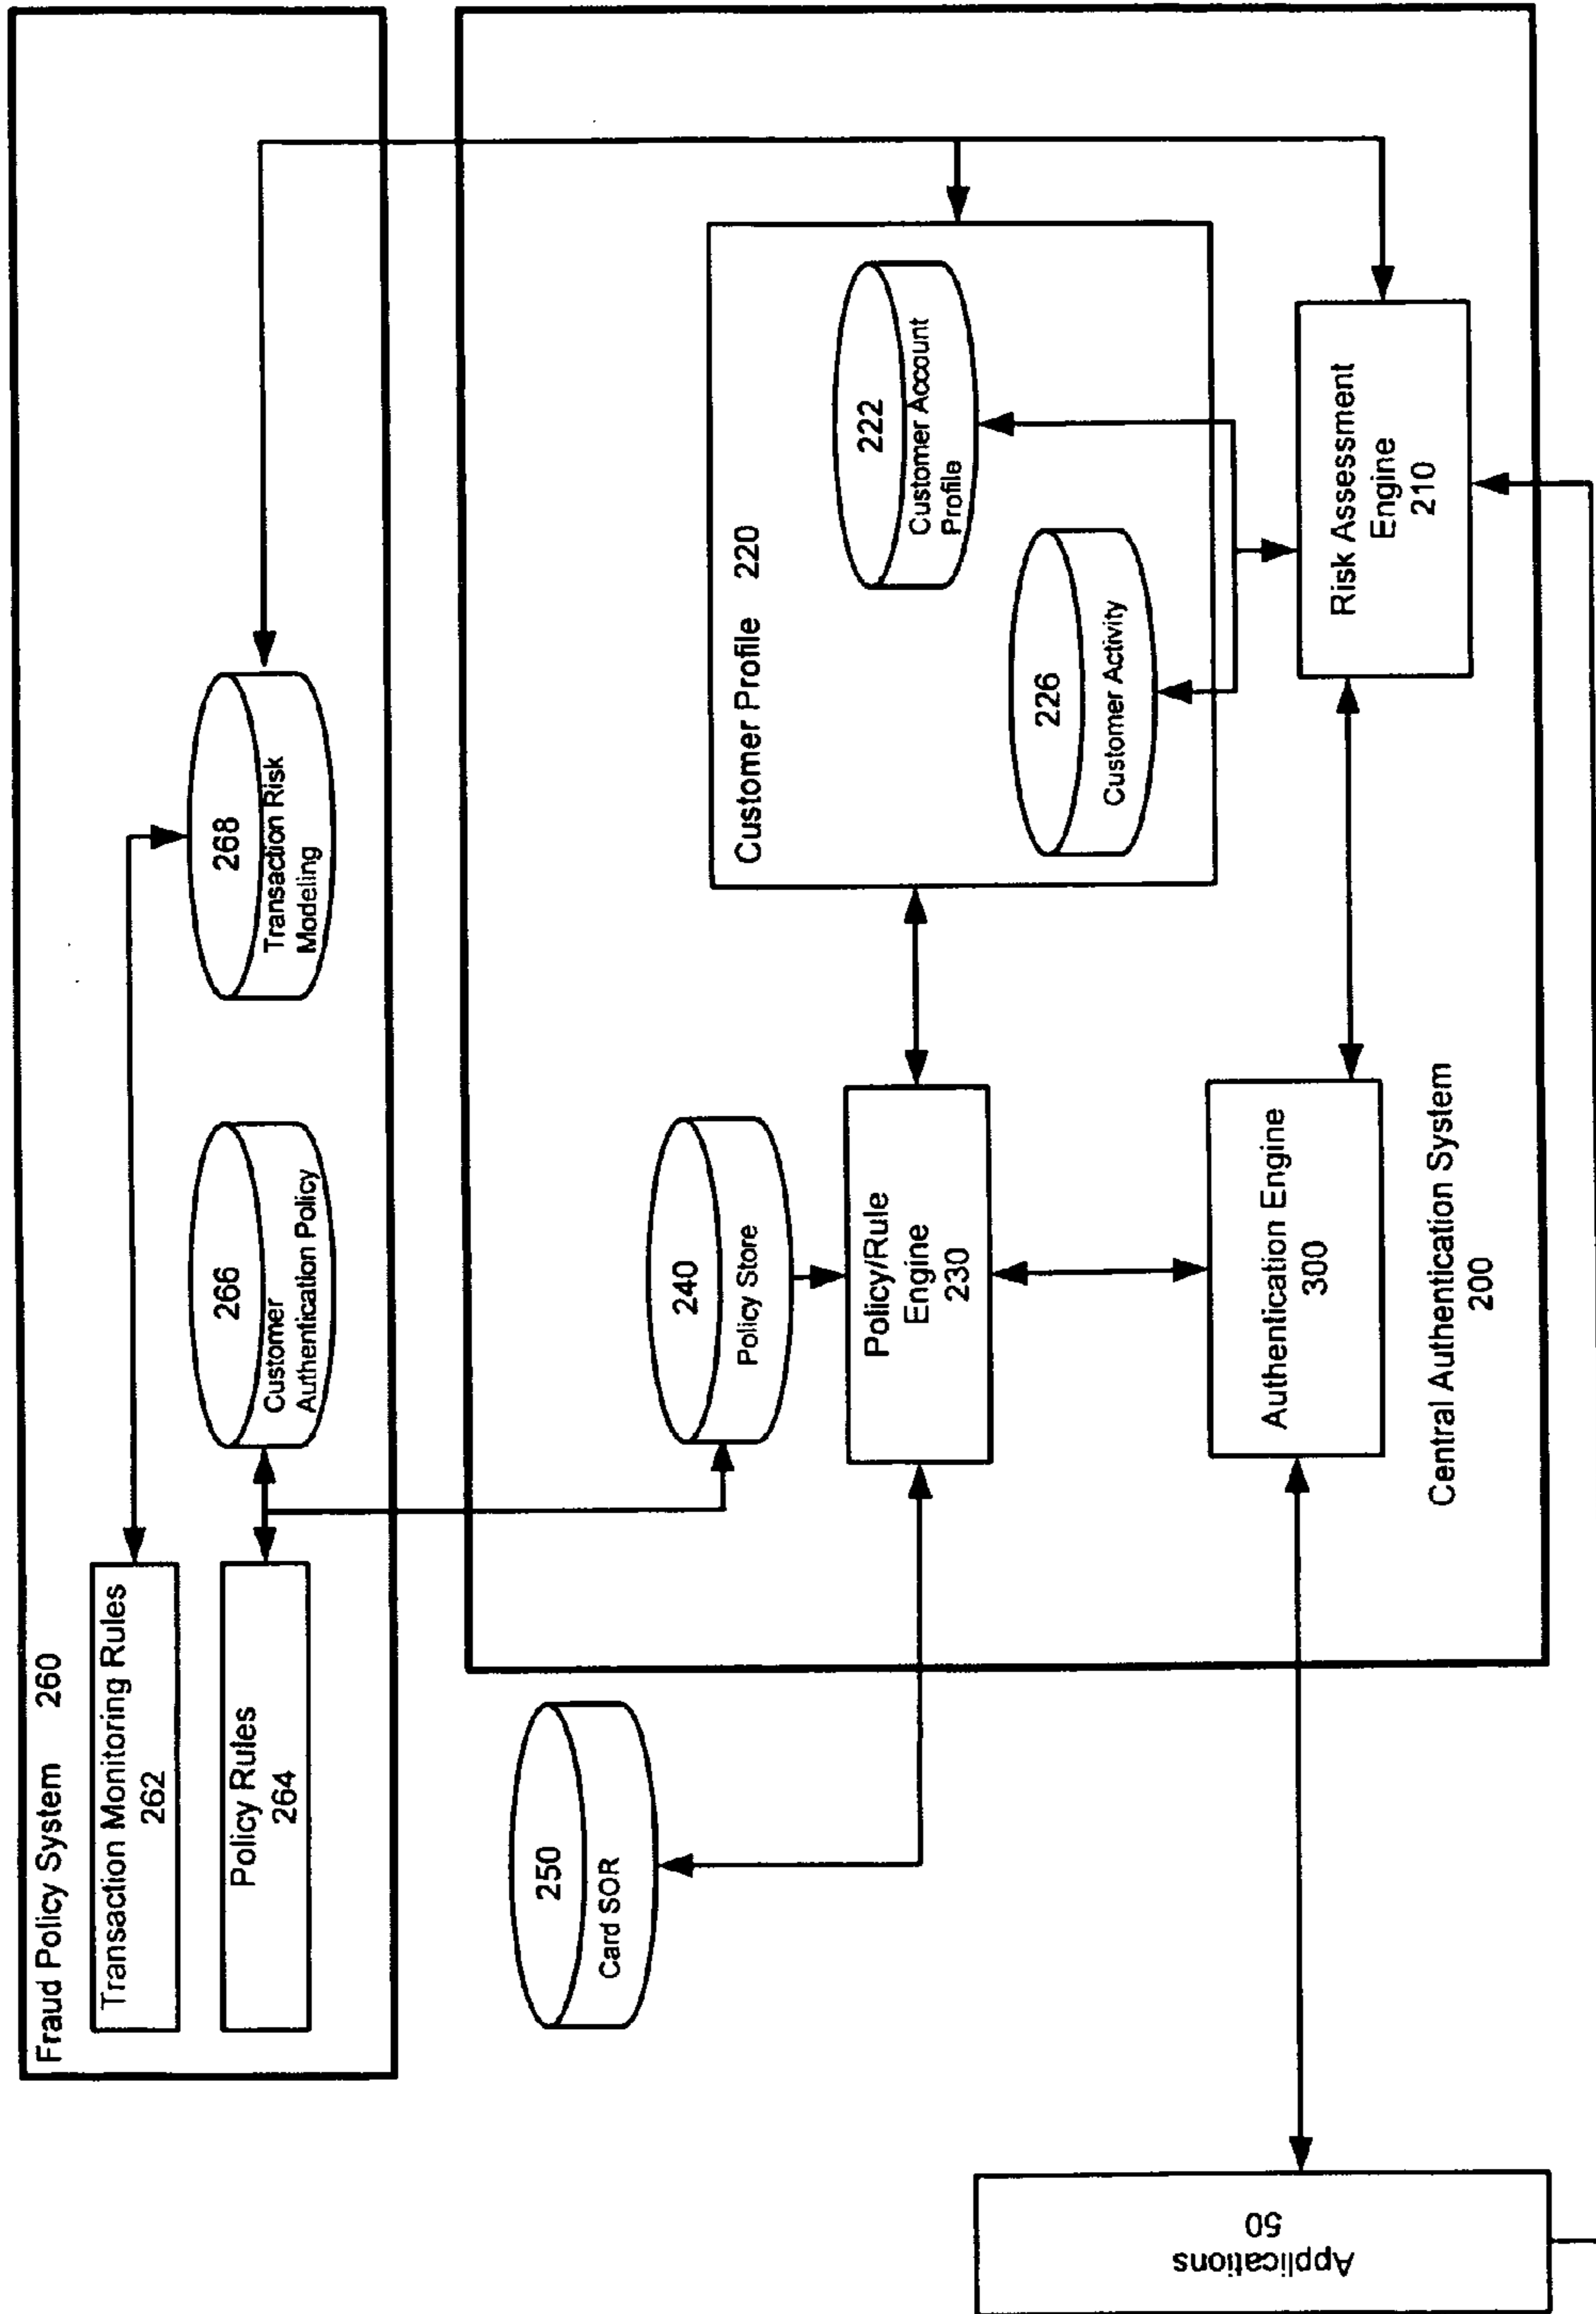 Fraud Policy System 260
Transaction Monitoring Rules
262
Policy Rules
264
266
Customer
Authentication Policy
268
Transaction Risk
Modeling
250
Card SOR
240
Policy Store
Policy/Rule
Engine
230
Customer Profile 220
222
Customer Account
Profile
226
Customer Activity
Applications
50
Authentication Engine
300
Risk Assessment
Engine
210
Central Authentication System
200